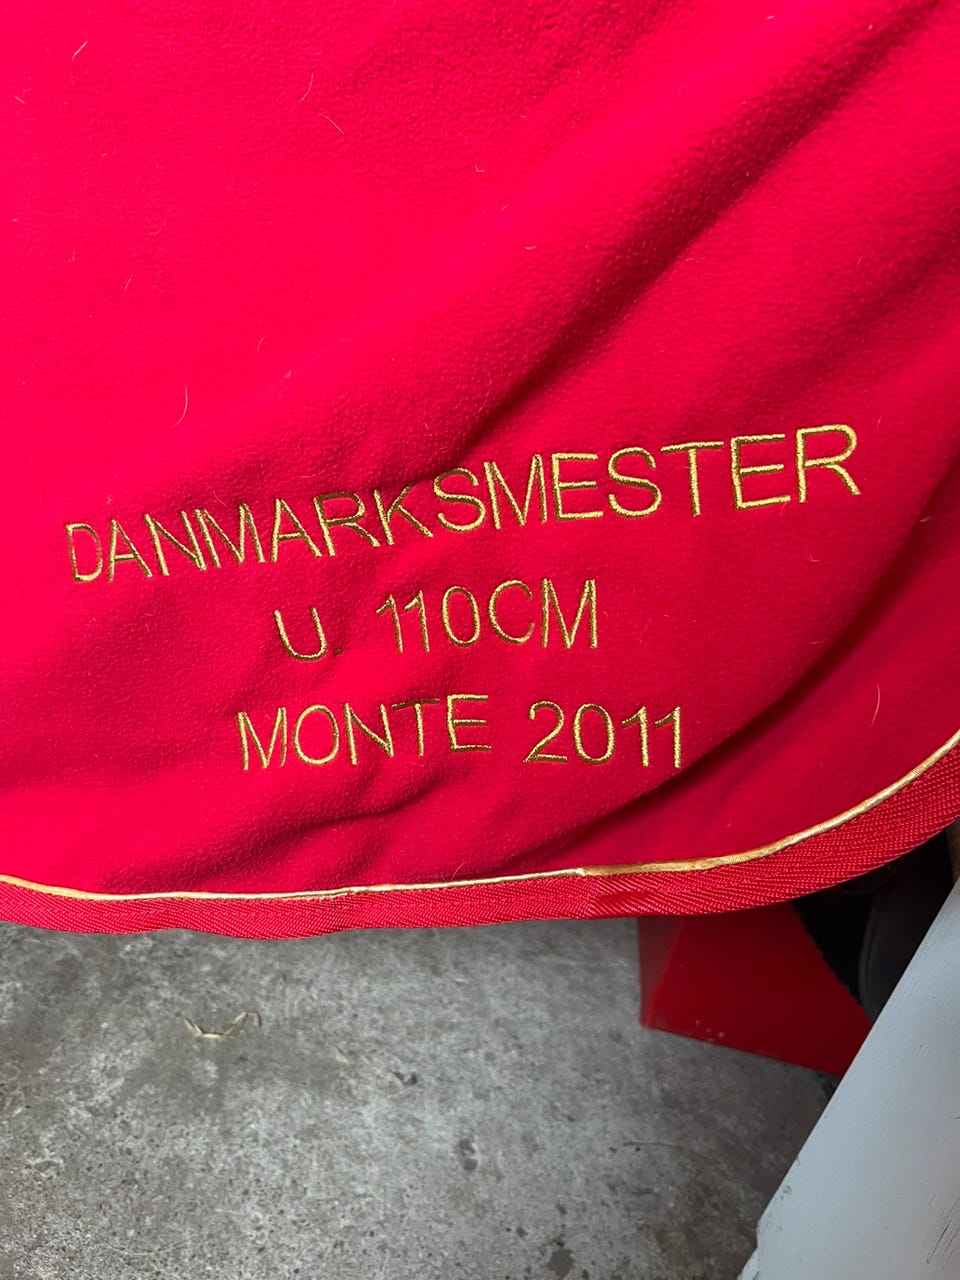 DANMARKSMESTER
U. 110CM
MONTE 2011